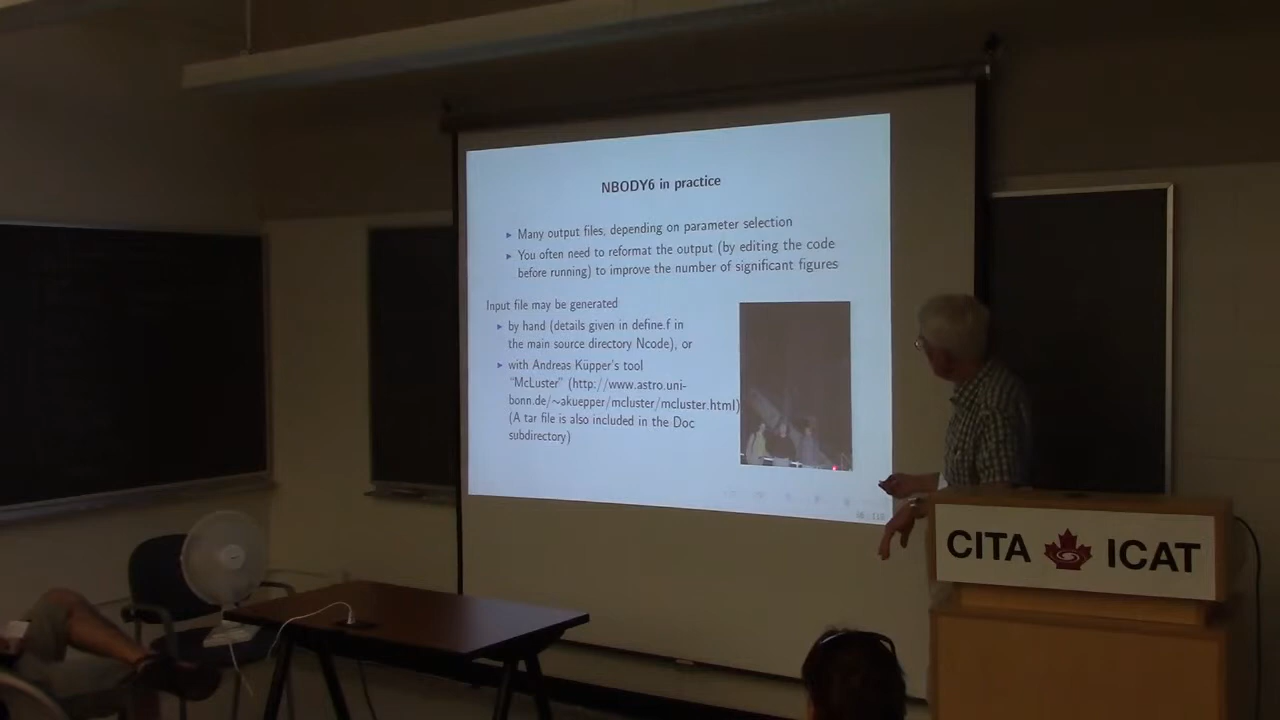 NBODY6 in practice
▸ Many output files, depending on parameter selection
▸ You often need to reformat the output (by editing the code
before running) to improve the number of significant figures
Input file may be generated
▸ by hand (details given in define.f in
the main source directory Ncode), or
▸ with Andreas Küpper's tool
"McLuster" (http://www.astro.uni-
bonn.de/~akuepper/mcluster/mcluster.html)
(A tar file is also included in the Doc
subdirectory)
CITA ICAT